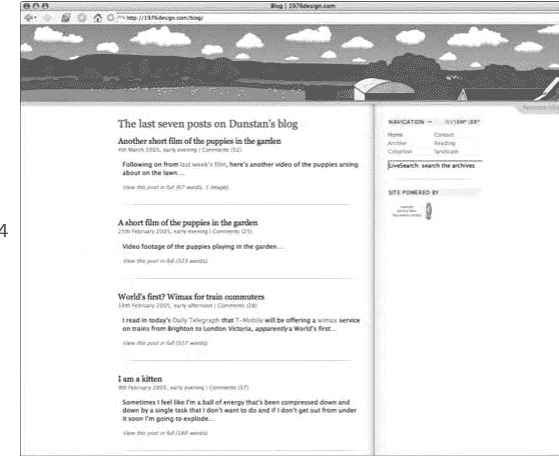 Blog | 1976design.com
http://1976design.com/blog/
The last seven posts on Dunstan's blog
Another short film of the puppies in the garden
4th March 2005, early evening | Comments (52)
Following on from last week's film, here's another video of the puppies arsing
about on the lawn...
View this post in full (67 words, 1 image).
A short film of the puppies in the garden
25th February 2005, early evening | Comments (25)
Video footage of the puppies playing in the garden...
View this post in full (323 words).
World's first? Wimax for train commuters
16th February 2005, early afternoon | Comments (18)
I read in today's Daily Telegraph that T-Mobile will be offering a wimax service
on trains from Brighton to London Victoria, apparently a World's first...
View this post in full (507 words).
I am a kitten
9th February 2005, early evening | Comments (57)
Sometimes I feel like I'm a ball of energy that's been compressed down and
down by a single task that I don't want to do and if I don't get out from under
it soon I'm going to explode...
View this post in full (180 words).
NAVIGATION
Home Contact
Archive Reading
Colophon Syndicate
LiveSearch: search the archives
SITE POWERED BY
4